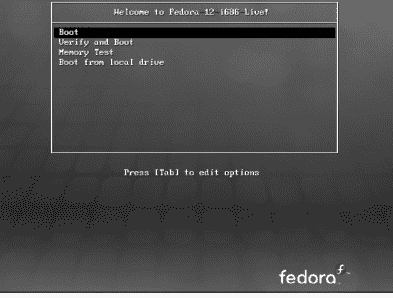 Welcome to Fedora-12-i686-Live!
Boot
Verify and Boot
Memory Test
Boot from local drive
Press [Tab] to edit options
fedora